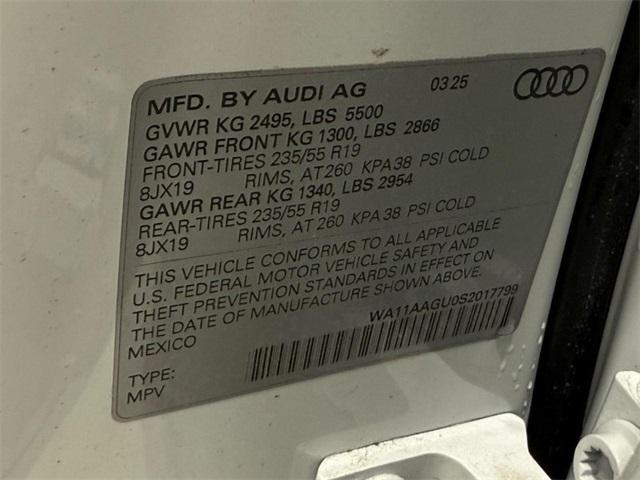 MFD. BY AUDI AG 03 25
GVWR KG 2495, LBS 5500
GAWR FRONT KG 1300, LBS 2866
FRONT-TIRES 235/55 R19
8JX19 RIMS, AT 260 KPA 38 PSI COLD
GAWR REAR KG 1340, LBS 2954
REAR-TIRES 235/55 R19
8JX19 RIMS, AT 260 KPA 38 PSI COLD
THIS VEHICLE CONFORMS TO ALL APPLICABLE
U.S. FEDERAL MOTOR VEHICLE SAFETY AND
THEFT PREVENTION STANDARDS IN EFFECT ON
THE DATE OF MANUFACTURE SHOWN ABOVE.
MEXICO WA11AAGU0S2017799
TYPE:
MPV